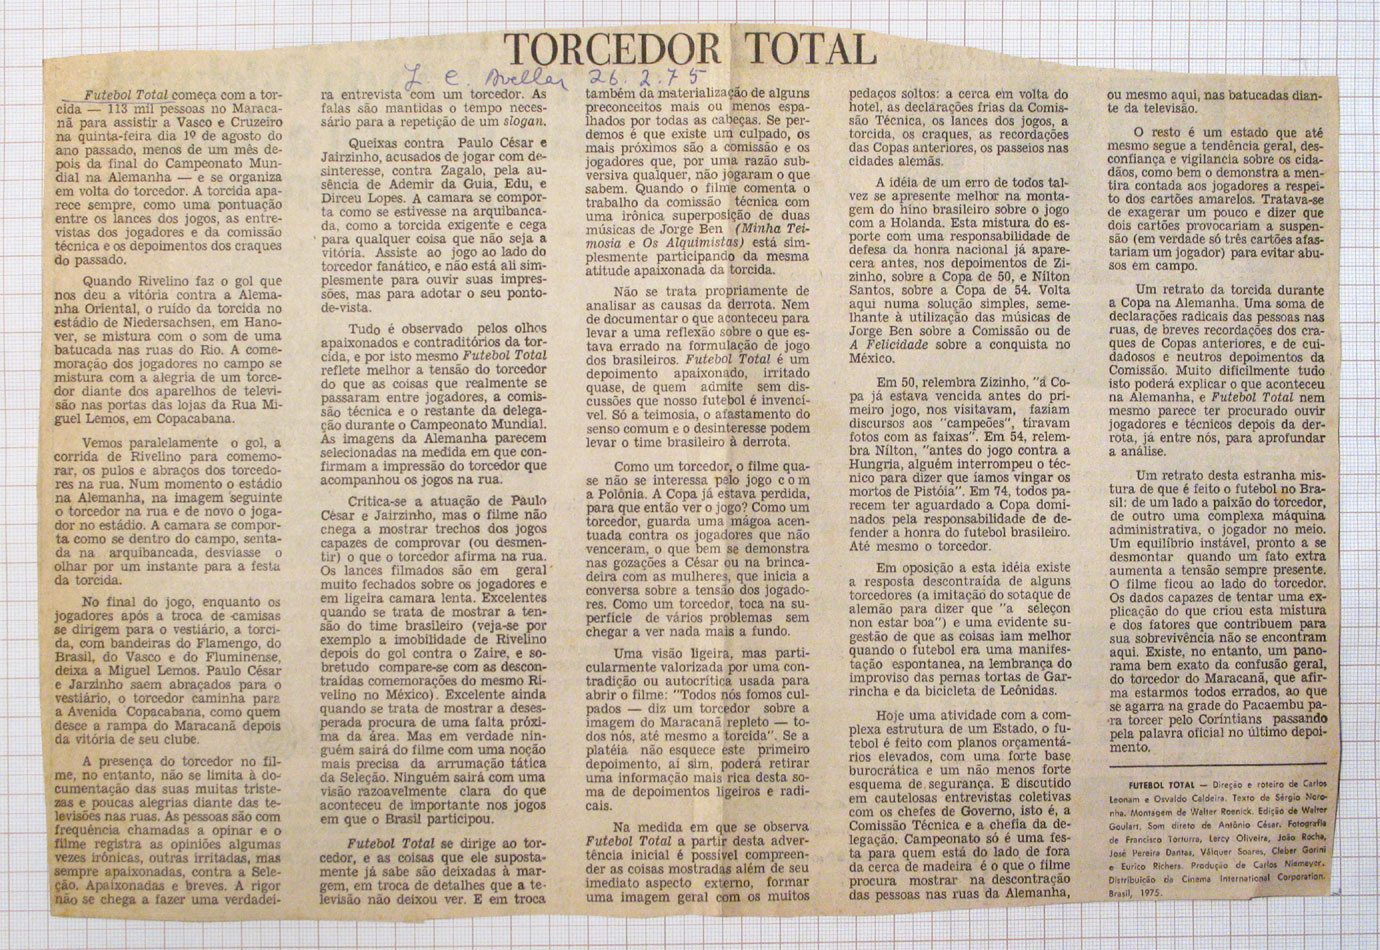 TORCEDOR TOTAL
J. C. Avellar 26.2.75
Futebol Total começa com a tor-
cida — 113 mil pessoas no Maraca-
nã para assistir a Vasco e Cruzeiro
na quinta-feira dia 1º de agosto do
ano passado, menos de um mês de-
pois da final do Campeonato Mun-
dial na Alemanha — e se organiza
em volta do torcedor. A torcida apa-
rece sempre, como uma pontuação
entre os lances dos jogos, as entre-
vistas dos jogadores e da comissão
técnica e os depoimentos dos craques
do passado.
Quando Rivelino faz o gol que
nos deu a vitória contra a Alema-
nha Oriental, o ruído da torcida no
estádio de Niedersachsen, em Hano-
ver, se mistura com o som de uma
batucada nas ruas do Rio. A come-
moração dos jogadores no campo se
mistura com a alegria de um torce-
dor diante dos aparelhos de televi-
são nas portas das lojas da Rua Mi-
guel Lemos, em Copacabana.
Vemos paralelamente o gol, a
corrida de Rivelino para comemo-
rar, os pulos e abraços dos torcedo-
res na rua. Num momento o estádio
na Alemanha, na imagem seguinte
o torcedor na rua e de novo o joga-
dor no estádio. A camara se compor-
ta como se dentro do campo, senta-
da na arquibancada, desviasse o
olhar por um instante para a festa
da torcida.
No final do jogo, enquanto os
jogadores após a troca de camisas
se dirigem para o vestiário, a torci-
da, com bandeiras do Flamengo, do
Brasil, do Vasco e do Fluminense,
deixa a Miguel Lemos. Paulo César
e Jarzinho saem abraçados para o
vestiário, o torcedor caminha para
a Avenida Copacabana, como quem
desce a rampa do Maracanã depois
da vitória de seu clube.
A presença do torcedor no fil-
me, no entanto, não se limita à do-
cumentação das suas muitas triste-
zas e poucas alegrias diante das te-
levisões nas ruas. As pessoas são com
frequência chamadas a opinar e o
filme registra as opiniões algumas
vezes irônicas, outras irritadas, mas
sempre apaixonadas, contra a Sele-
ção. Apaixonadas e breves. A rigor
não se chega a fazer uma verdadei-
ra entrevista com um torcedor. As
falas são mantidas o tempo neces-
sário para a repetição de um slogan.
Queixas contra Paulo César e
Jairzinho, acusados de jogar com de-
sinteresse, contra Zagalo, pela au-
sência de Ademir da Guia, Edu, e
Dirceu Lopes. A camara se compor-
ta como se estivesse na arquibanca-
da, como a torcida exigente e cega
para qualquer coisa que não seja a
vitória. Assiste ao jogo ao lado do
torcedor fanático, e não está ali sim-
plesmente para ouvir suas impres-
sões, mas para adotar o seu ponto-
de-vista.
Tudo é observado pelos olhos
apaixonados e contraditórios da tor-
cida, e por isto mesmo Futebol Total
reflete melhor a tensão do torcedor
do que as coisas que realmente se
passaram entre jogadores, a comis-
são técnica e o restante da delega-
ção durante o Campeonato Mundial.
As imagens da Alemanha parecem
selecionadas na medida em que con-
firmam a impressão do torcedor que
acompanhou os jogos na rua.
Critica-se a atuação de Paulo
César e Jairzinho, mas o filme não
chega a mostrar trechos dos jogos
capazes de comprovar (ou desmen-
tir) o que o torcedor afirma na rua.
Os lances filmados são em geral
muito fechados sobre os jogadores e
em ligeira camara lenta. Excelentes
quando se trata de mostrar a ten-
são do time brasileiro (veja-se por
exemplo a imobilidade de Rivelino
depois do gol contra o Zaire, e so-
bretudo compare-se com as descon-
traídas comemorações do mesmo Ri-
velino no México). Excelente ainda
quando se trata de mostrar a deses-
perada procura de uma falta próxi-
ma da área. Mas em verdade nin-
guém sairá do filme com uma noção
mais precisa da arrumação tática
da Seleção. Ninguém sairá com uma
visão razoavelmente clara do que
aconteceu de importante nos jogos
em que o Brasil participou.
Futebol Total se dirige ao tor-
cedor, e as coisas que ele suposta-
mente já sabe são deixadas à mar-
gem, em troca de detalhes que a te-
levisão não deixou ver. E em troca
também da materialização de alguns
preconceitos mais ou menos espa-
lhados por todas as cabeças. Se per-
demos é que existe um culpado, os
mais próximos são a comissão e os
jogadores que, por uma razão sub-
versiva qualquer, não jogaram o que
sabem. Quando o filme comenta o
trabalho da comissão técnica com
uma irônica superposição de duas
músicas de Jorge Ben (Minha Tei-
mosia e Os Alquimistas) está sim-
plesmente participando da mesma
atitude apaixonada da torcida.
Não se trata propriamente de
analisar as causas da derrota. Nem
de documentar o que aconteceu para
levar a uma reflexão sobre o que es-
tava errado na formulação de jogo
dos brasileiros. Futebol Total é um
depoimento apaixonado, irritado
quase, de quem admite sem dis-
cussões que nosso futebol é invencí-
vel. Só a teimosia, o afastamento do
senso comum e o desinteresse podem
levar o time brasileiro à derrota.
Como um torcedor, o filme qua-
se não se interessa pelo jogo com
a Polônia. A Copa já estava perdida,
para que então ver o jogo? Como um
torcedor, guarda uma mágoa acen-
tuada contra os jogadores que não
venceram, o que bem se demonstra
nas gozações a César ou na brinca-
deira com as mulheres, que inicia a
conversa sobre a tensão dos jogado-
res. Como um torcedor, toca na su-
perfície de vários problemas sem
chegar a ver nada mais a fundo.
Uma visão ligeira, mas parti-
cularmente valorizada por uma con-
tradição ou autocrítica usada para
abrir o filme: "Todos nós fomos cul-
pados — diz um torcedor sobre a
imagem do Maracanã repleto — to-
dos nós, até mesmo a torcida". Se a
platéia não esquece este primeiro
depoimento, aí sim, poderá retirar
uma informação mais rica desta so-
ma de depoimentos ligeiros e radi-
cais.
Na medida em que se observa
Futebol Total a partir desta adver-
tência inicial é possível compreen-
der as coisas mostradas além de seu
imediato aspecto externo, formar
uma imagem geral com os muitos
pedaços soltos: a cerca em volta do
hotel, as declarações frias da Comis-
são Técnica, os lances dos jogos, a
torcida, os craques, as recordações
das Copas anteriores, os passeios nas
cidades alemãs.
A idéia de um erro de todos tal-
vez se apresente melhor na monta-
gem do hino brasileiro sobre o jogo
com a Holanda. Esta mistura do es-
porte com uma responsabilidade de
defesa da honra nacional já apare-
cera antes, nos depoimentos de Zi-
zinho, sobre a Copa de 50, e Nílton
Santos, sobre a Copa de 54. Volta
aqui numa solução simples, seme-
lhante à utilização das músicas de
Jorge Ben sobre a Comissão ou de
A Felicidade sobre a conquista no
México.
Em 50, relembra Zizinho, "a Co-
pa já estava vencida antes do pri-
meiro jogo, nos visitavam, faziam
discursos aos "campeões", tiravam
fotos com as faixas". Em 54, relem-
bra Nílton, "antes do jogo contra a
Hungria, alguém interrompeu o téc-
nico para dizer que íamos vingar os
mortos de Pistóia". Em 74, todos pa-
recem ter aguardado a Copa domi-
nados pela responsabilidade de de-
fender a honra do futebol brasileiro.
Até mesmo o torcedor.
Em oposição a esta idéia existe
a resposta descontraída de alguns
torcedores (a imitação do sotaque de
alemão para dizer que "a seleçon
non estar boa") e uma evidente su-
gestão de que as coisas iam melhor
quando o futebol era uma manifes-
tação espontanea, na lembrança do
improviso das pernas tortas de Gar-
rincha e da bicicleta de Leônidas.
Hoje uma atividade com a com-
plexa estrutura de um Estado, o fu-
tebol é feito com planos orçamentá-
rios elevados, com uma forte base
burocrática e um não menos forte
esquema de segurança. E discutido
em cautelosas entrevistas coletivas
com os chefes de Governo, isto é, a
Comissão Técnica e a chefia da de-
legação. Campeonato só é uma fes-
ta para quem está do lado de fora
da cerca de madeira é o que o filme
procura mostrar na descontração
das pessoas nas ruas da Alemanha,
ou mesmo aqui, nas batucadas dian-
te da televisão.
O resto é um estado que até
mesmo segue a tendência geral, des-
confiança e vigilancia sobre os cida-
dãos, como bem o demonstra a men-
tira contada aos jogadores a respei-
to dos cartões amarelos. Tratava-se
de exagerar um pouco e dizer que
dois cartões provocariam a suspen-
são (em verdade só três cartões afas-
tariam um jogador) para evitar abu-
sos em campo.
Um retrato da torcida durante
a Copa na Alemanha. Uma soma de
declarações radicais das pessoas nas
ruas, de breves recordações dos cra-
ques de Copas anteriores, e de cui-
dadosos e neutros depoimentos da
Comissão. Muito dificilmente tudo
isto poderá explicar o que aconteceu
na Alemanha, e Futebol Total nem
mesmo parece ter procurado ouvir
jogadores e técnicos depois da der-
rota, já entre nós, para aprofundar
a análise.
Um retrato desta estranha mis-
tura de que é feito o futebol no Bra-
sil: de um lado a paixão do torcedor,
de outro uma complexa máquina
administrativa, o jogador no meio.
Um equilíbrio instável, pronto a se
desmontar quando um fato extra
aumenta a tensão sempre presente.
O filme ficou ao lado do torcedor.
Os dados capazes de tentar uma ex-
plicação do que criou esta mistura
e dos fatores que contribuem para
sua sobrevivência não se encontram
aqui. Existe, no entanto, um pano-
rama bem exato da confusão geral,
do torcedor do Maracanã, que afir-
ma estarmos todos errados, ao que
se agarra na grade do Pacaembu pa-
ra torcer pelo Coríntians passando
pela palavra oficial no último depoi-
mento.
FUTEBOL TOTAL — Direção e roteiro de Carlos
Leonam e Osvaldo Caldeira. Texto de Sérgio Noro-
nha. Montagem de Walter Roenick. Edição de Walter
Goulart. Som direto de Antônio César. Fotografia
de Francisco Torturra, Lercy Oliveira, João Rocha,
José Pereira Dantas, Válquer Soares, Cleber Gorini
e Eurico Richers. Produção de Carlos Niemeyer.
Distribuição da Cinema International Corporation.
Brasil, 1975.